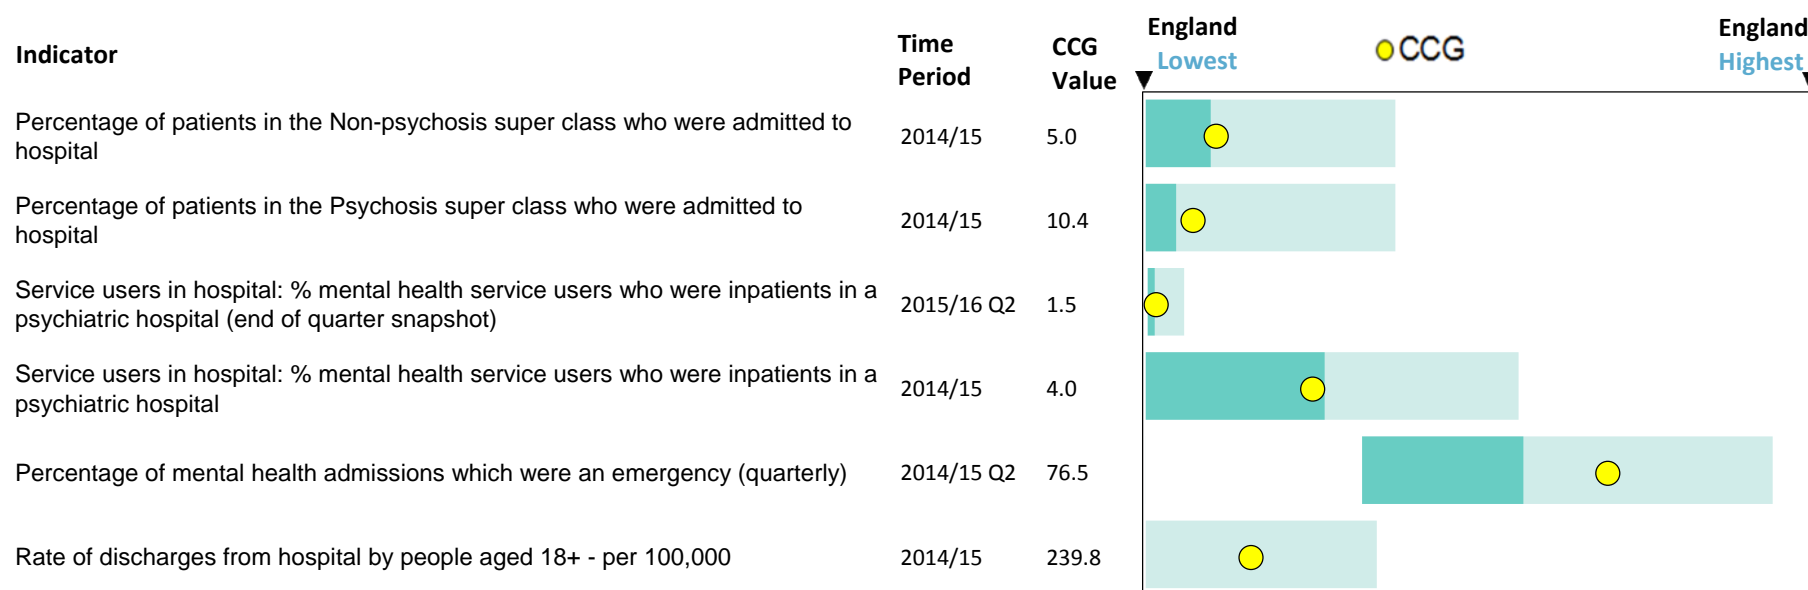 Indicator
Time
Period
CCG
Value
England
Lowest
CCG
England
Highest
Percentage of patients in the Non-psychosis super class who were admitted to
hospital
2014/15
5.0
Percentage of patients in the Psychosis super class who were admitted to
hospital
2014/15
10.4
Service users in hospital: % mental health service users who were inpatients in a
psychiatric hospital (end of quarter snapshot)
2015/16 Q2
1.5
Service users in hospital: % mental health service users who were inpatients in a
psychiatric hospital
2014/15
4.0
Percentage of mental health admissions which were an emergency (quarterly)
2014/15 Q2
76.5
Rate of discharges from hospital by people aged 18+ - per 100,000
2014/15
239.8